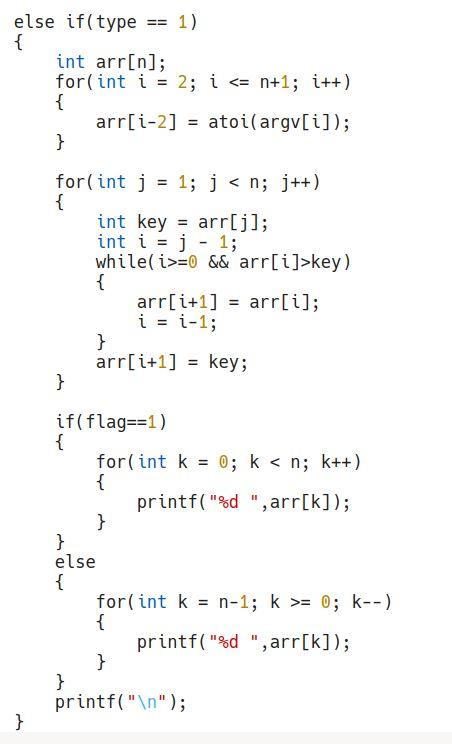 else if(type == 1)
{
    int arr[n];
    for(int i = 2; i <= n+1; i++)
    {
        arr[i-2] = atoi(argv[i]);
    }

    for(int j = 1; j < n; j++)
    {
        int key = arr[j];
        int i = j - 1;
        while(i>=0 && arr[i]>key)
        {
            arr[i+1] = arr[i];
            i = i-1;
        }
        arr[i+1] = key;
    }

    if(flag==1)
    {
        for(int k = 0; k < n; k++)
        {
            printf("%d ",arr[k]);
        }
    }
    else
    {
        for(int k = n-1; k >= 0; k--)
        {
            printf("%d ",arr[k]);
        }
    }
    printf("\n");
}